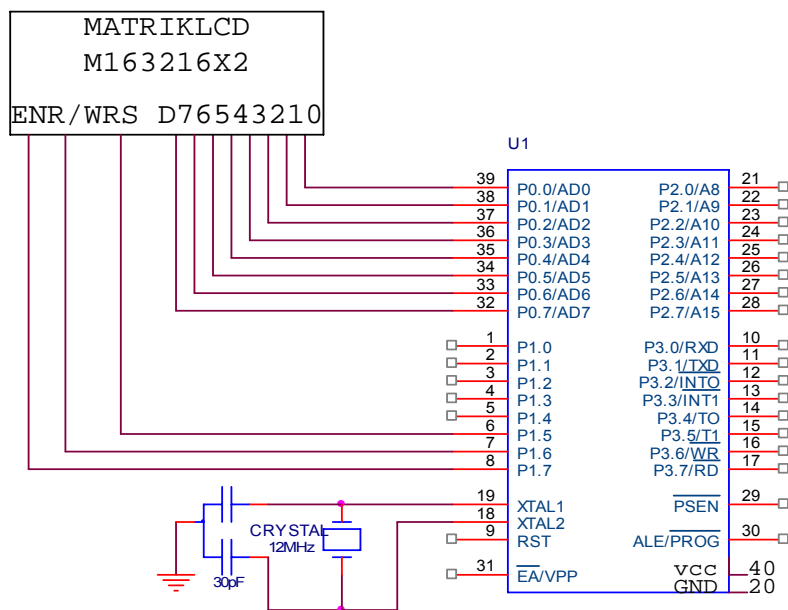 MATRIKLCD
M163216X2
ENR/WRS D76543210
U1
39 P0.0/AD0 P2.0/A8 21
38 P0.1/AD1 P2.1/A9 22
37 P0.2/AD2 P2.2/A10 23
36 P0.3/AD3 P2.3/A11 24
35 P0.4/AD4 P2.4/A12 25
34 P0.5/AD5 P2.5/A13 26
33 P0.6/AD6 P2.6/A14 27
32 P0.7/AD7 P2.7/A15 28
1 P1.0 P3.0/RXD 10
2 P1.1 P3.1/TXD 11
3 P1.2 P3.2/INTO 12
4 P1.3 P3.3/INT1 13
5 P1.4 P3.4/TO 14
6 P1.5 P3.5/T1 15
7 P1.6 P3.6/WR 16
8 P1.7 P3.7/RD 17
19 XTAL1 PSEN 29
18 XTAL2
CRYSTAL
12MHz
9 RST ALE/PROG 30
30pF
31 EA/VPP
vcc 40
GND 20